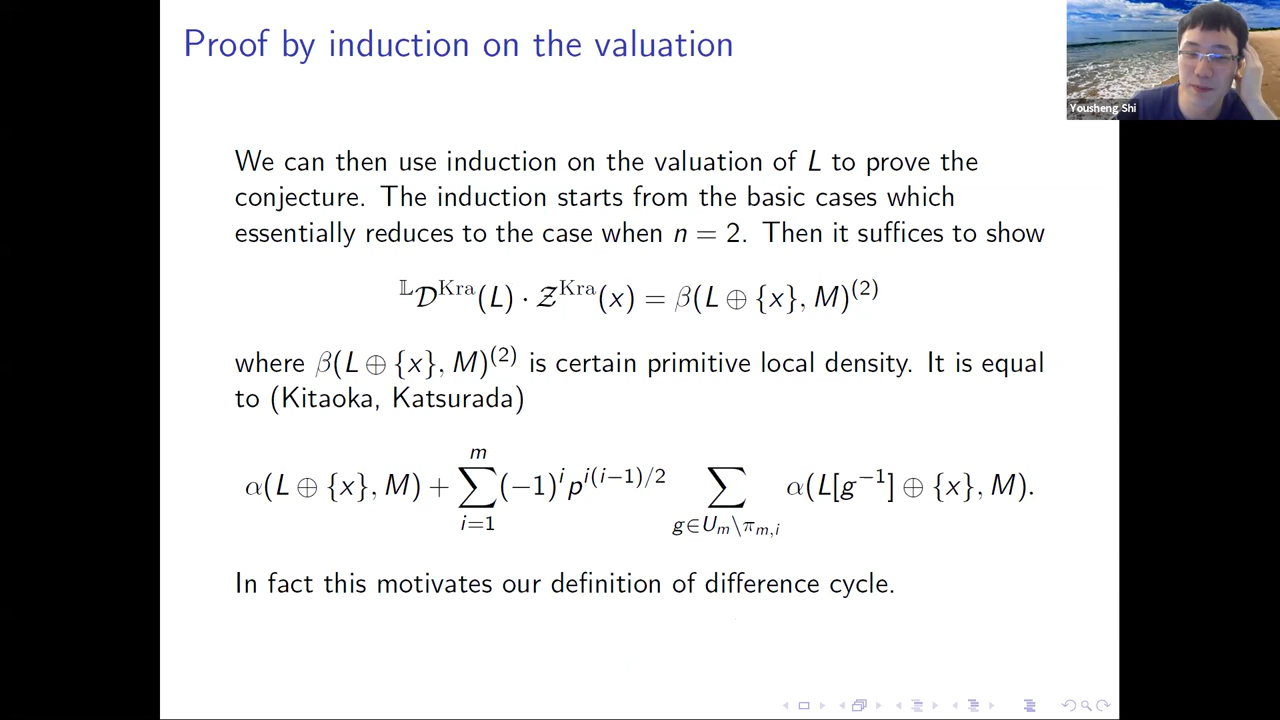 Proof by induction on the valuation
Yousheng Shi
We can then use induction on the valuation of L to prove the
conjecture. The induction starts from the basic cases which
essentially reduces to the case when n = 2. Then it suffices to show
ᴸ𝒟ᴷʳᵃ(L) · 𝒵ᴷʳᵃ(x) = β(L ⊕ {x}, M)⁽²⁾
where β(L ⊕ {x}, M)⁽²⁾ is certain primitive local density. It is equal
to (Kitaoka, Katsurada)
α(L ⊕ {x}, M) + ∑_{i=1}^{m} (−1)^i p^{i(i−1)/2} ∑_{g∈U_m\π_{m,i}} α(L[g⁻¹] ⊕ {x}, M).
In fact this motivates our definition of difference cycle.